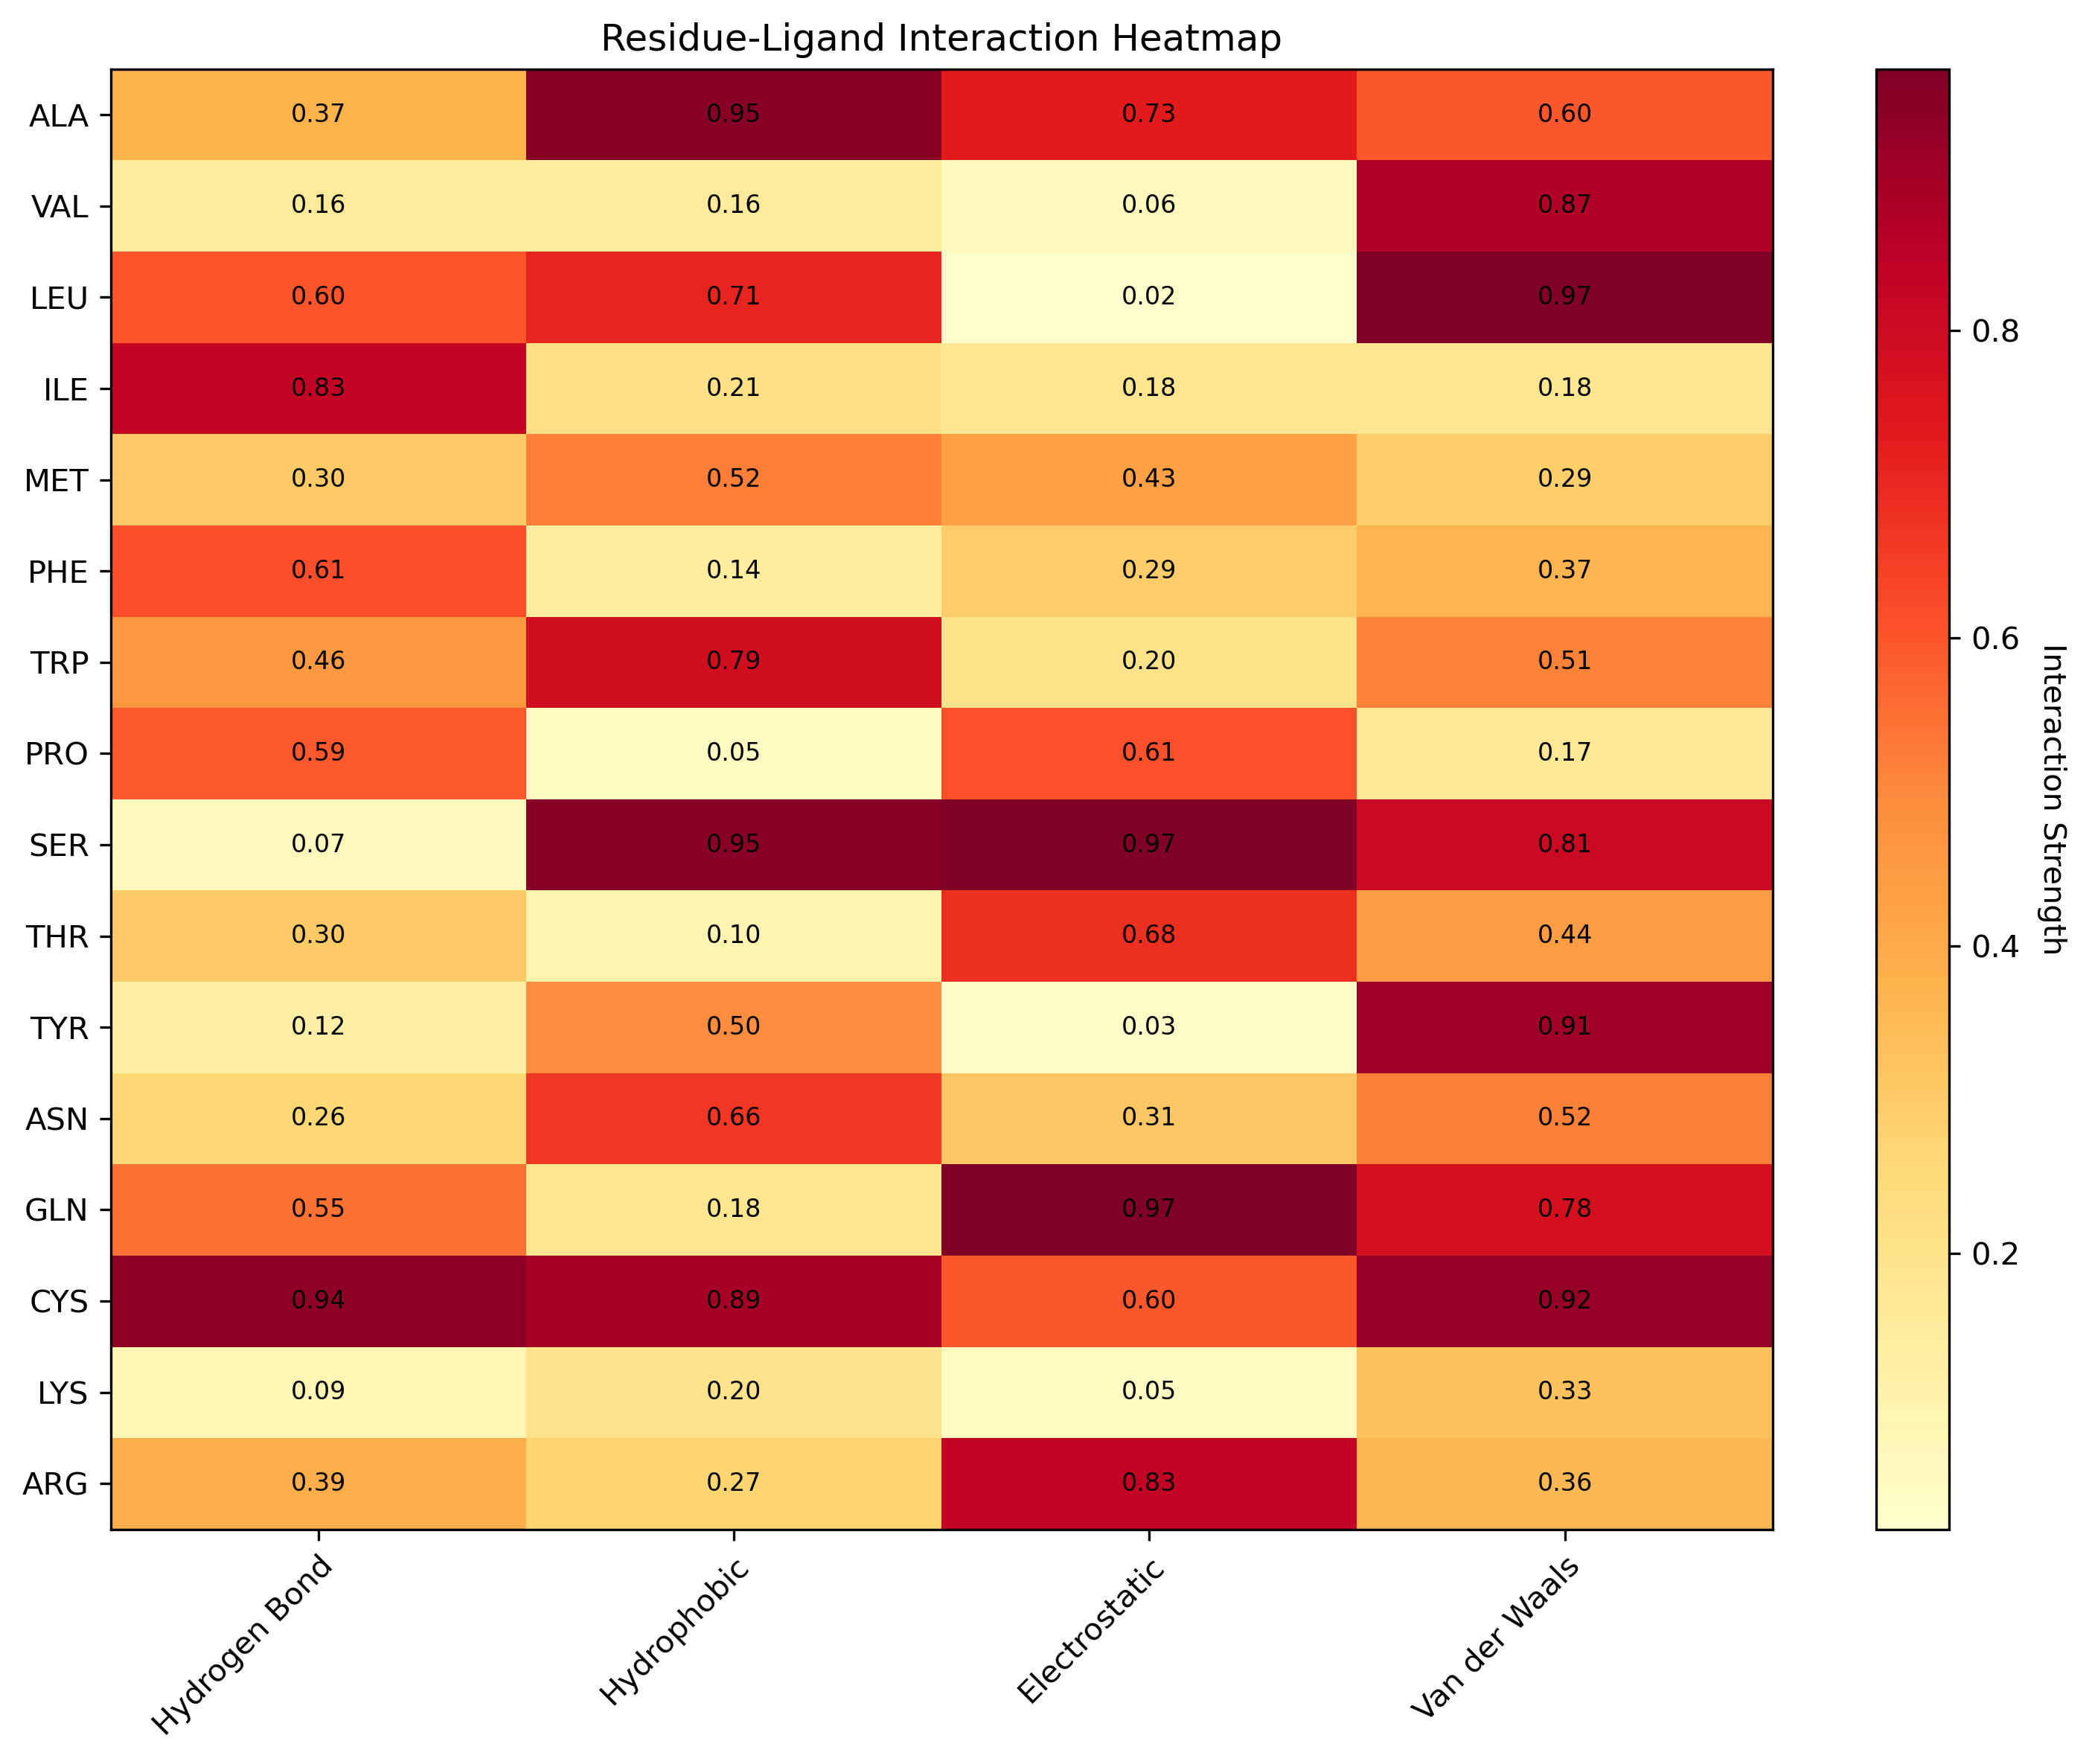 Residue-Ligand Interaction Heatmap
ALA 0.37 0.95 0.73 0.60
VAL 0.16 0.16 0.06 0.87
LEU 0.60 0.71 0.02 0.97
ILE 0.83 0.21 0.18 0.18
MET 0.30 0.52 0.43 0.29
PHE 0.61 0.14 0.29 0.37
TRP 0.46 0.79 0.20 0.51
PRO 0.59 0.05 0.61 0.17
SER 0.07 0.95 0.97 0.81
THR 0.30 0.10 0.68 0.44
TYR 0.12 0.50 0.03 0.91
ASN 0.26 0.66 0.31 0.52
GLN 0.55 0.18 0.97 0.78
CYS 0.94 0.89 0.60 0.92
LYS 0.09 0.20 0.05 0.33
ARG 0.39 0.27 0.83 0.36
Hydrogen Bond
Hydrophobic
Electrostatic
Van der Waals
0.8
0.6
0.4
0.2
Interaction Strength